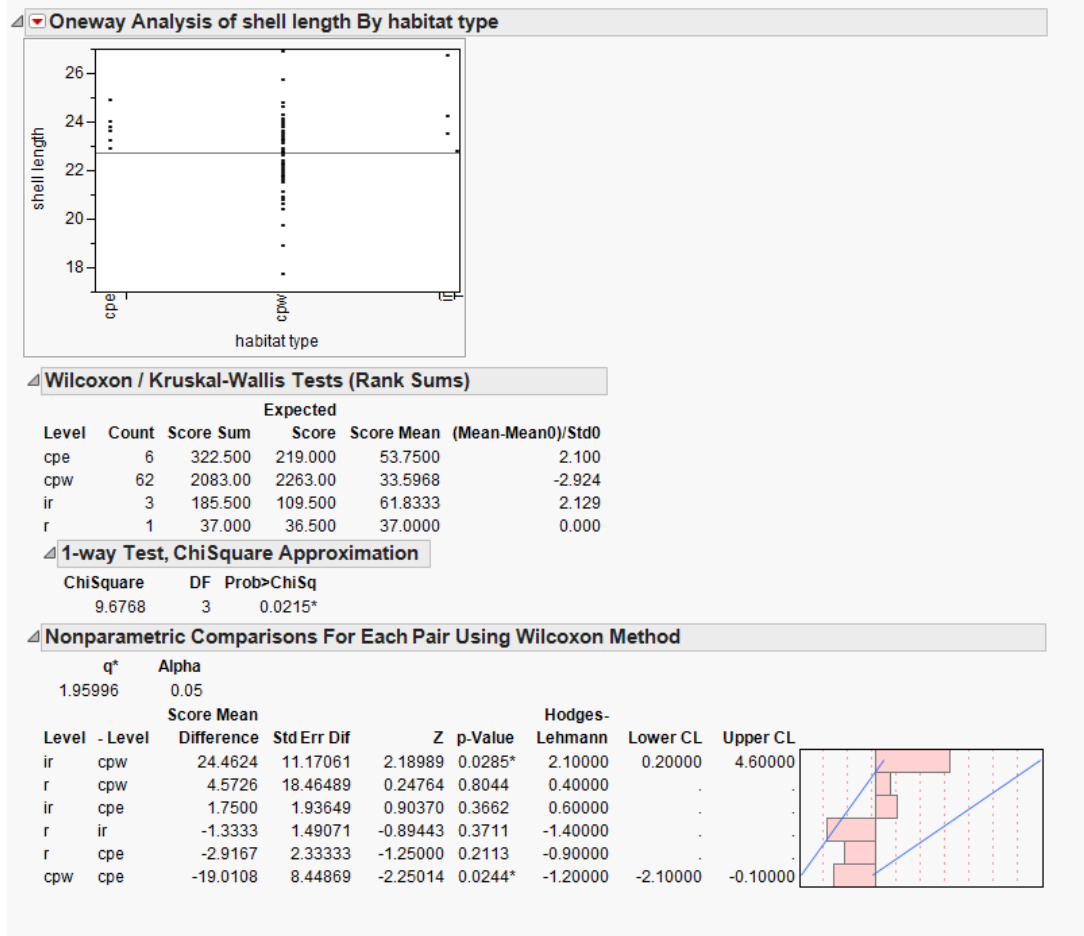 Oneway Analysis of shell length By habitat type
26
24
22
20
18
shell length
cpe
cpw
ir
r
habitat type
Wilcoxon / Kruskal-Wallis Tests (Rank Sums)
Expected
Level Count Score Sum Score Score Mean (Mean-Mean0)/Std0
cpe 6 322.500 219.000 53.7500 2.100
cpw 62 2083.00 2263.00 33.5968 -2.924
ir 3 185.500 109.500 61.8333 2.129
r 1 37.000 36.500 37.0000 0.000
1-way Test, ChiSquare Approximation
ChiSquare DF Prob>ChiSq
9.6768 3 0.0215*
Nonparametric Comparisons For Each Pair Using Wilcoxon Method
q* Alpha
1.95996 0.05
Score Mean Hodges-
Level - Level Difference Std Err Dif Z p-Value Lehmann Lower CL Upper CL
ir cpw 24.4624 11.17061 2.18989 0.0285* 2.10000 0.20000 4.60000
r cpw 4.5726 18.46489 0.24764 0.8044 0.40000 . .
ir cpe 1.7500 1.93649 0.90370 0.3662 0.60000 . .
r ir -1.3333 1.49071 -0.89443 0.3711 -1.40000 . .
r cpe -2.9167 2.33333 -1.25000 0.2113 -0.90000 . .
cpw cpe -19.0108 8.44869 -2.25014 0.0244* -1.20000 -2.10000 -0.10000